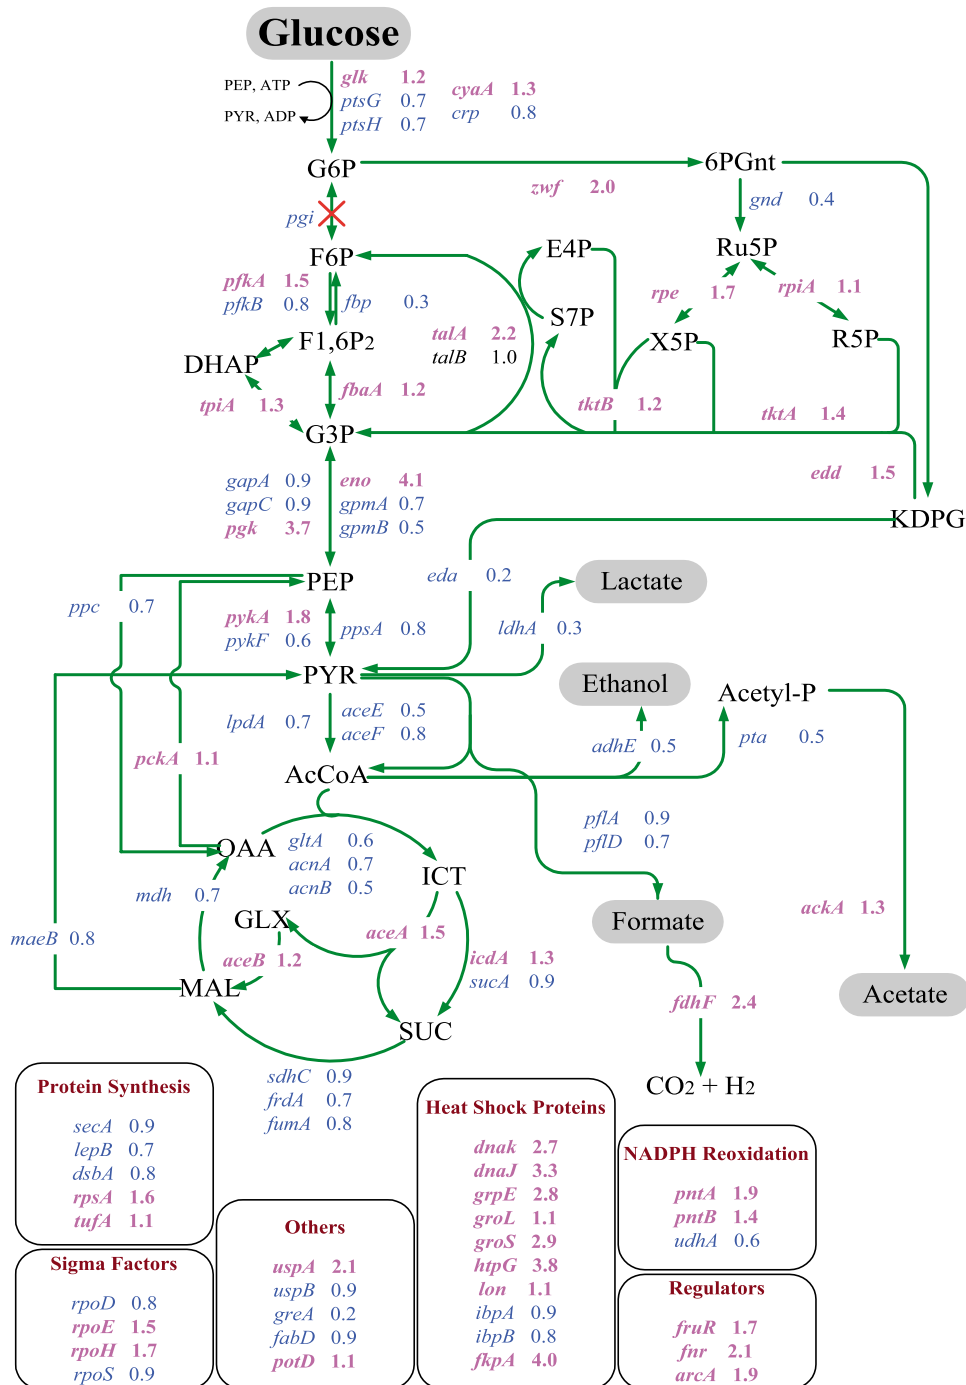 Glucose
PEP, ATP
PYR, ADP
glk 1.2
ptsG 0.7
ptsH 0.7
cyaA 1.3
crp 0.8
G6P
6PGnt
zwf 2.0
gnd 0.4
pgi
F6P
E4P
Ru5P
pfkA 1.5
pfkB 0.8
fbp 0.3
rpe 1.7
rpiA 1.1
S7P
F1,6P2
talA 2.2
talB 1.0
X5P
R5P
DHAP
fbaA 1.2
tpiA 1.3
tktB 1.2
tktA 1.4
G3P
gapA 0.9
gapC 0.9
pgk 3.7
eno 4.1
gpmA 0.7
gpmB 0.5
edd 1.5
KDPG
PEP
eda 0.2
Lactate
ppc 0.7
pykA 1.8
pykF 0.6
ppsA 0.8
ldhA 0.3
PYR
Ethanol
Acetyl-P
lpdA 0.7
aceE 0.5
aceF 0.8
adhE 0.5
pta 0.5
pckA 1.1
AcCoA
pflA 0.9
pflD 0.7
OAA
gltA 0.6
acnA 0.7
acnB 0.5
ICT
mdh 0.7
GLX
Formate
ackA 1.3
maeB 0.8
aceB 1.2
aceA 1.5
icdA 1.3
sucA 0.9
MAL
Acetate
fdhF 2.4
SUC
sdhC 0.9
frdA 0.7
fumA 0.8
CO2 + H2
Protein Synthesis
secA 0.9
lepB 0.7
dsbA 0.8
rpsA 1.6
tufA 1.1
Sigma Factors
rpoD 0.8
rpoE 1.5
rpoH 1.7
rpoS 0.9
Others
uspA 2.1
uspB 0.9
greA 0.2
fabD 0.9
potD 1.1
Heat Shock Proteins
dnak 2.7
dnaJ 3.3
grpE 2.8
groL 1.1
groS 2.9
htpG 3.8
lon 1.1
ibpA 0.9
ibpB 0.8
fkpA 4.0
NADPH Reoxidation
pntA 1.9
pntB 1.4
udhA 0.6
Regulators
fruR 1.7
fnr 2.1
arcA 1.9